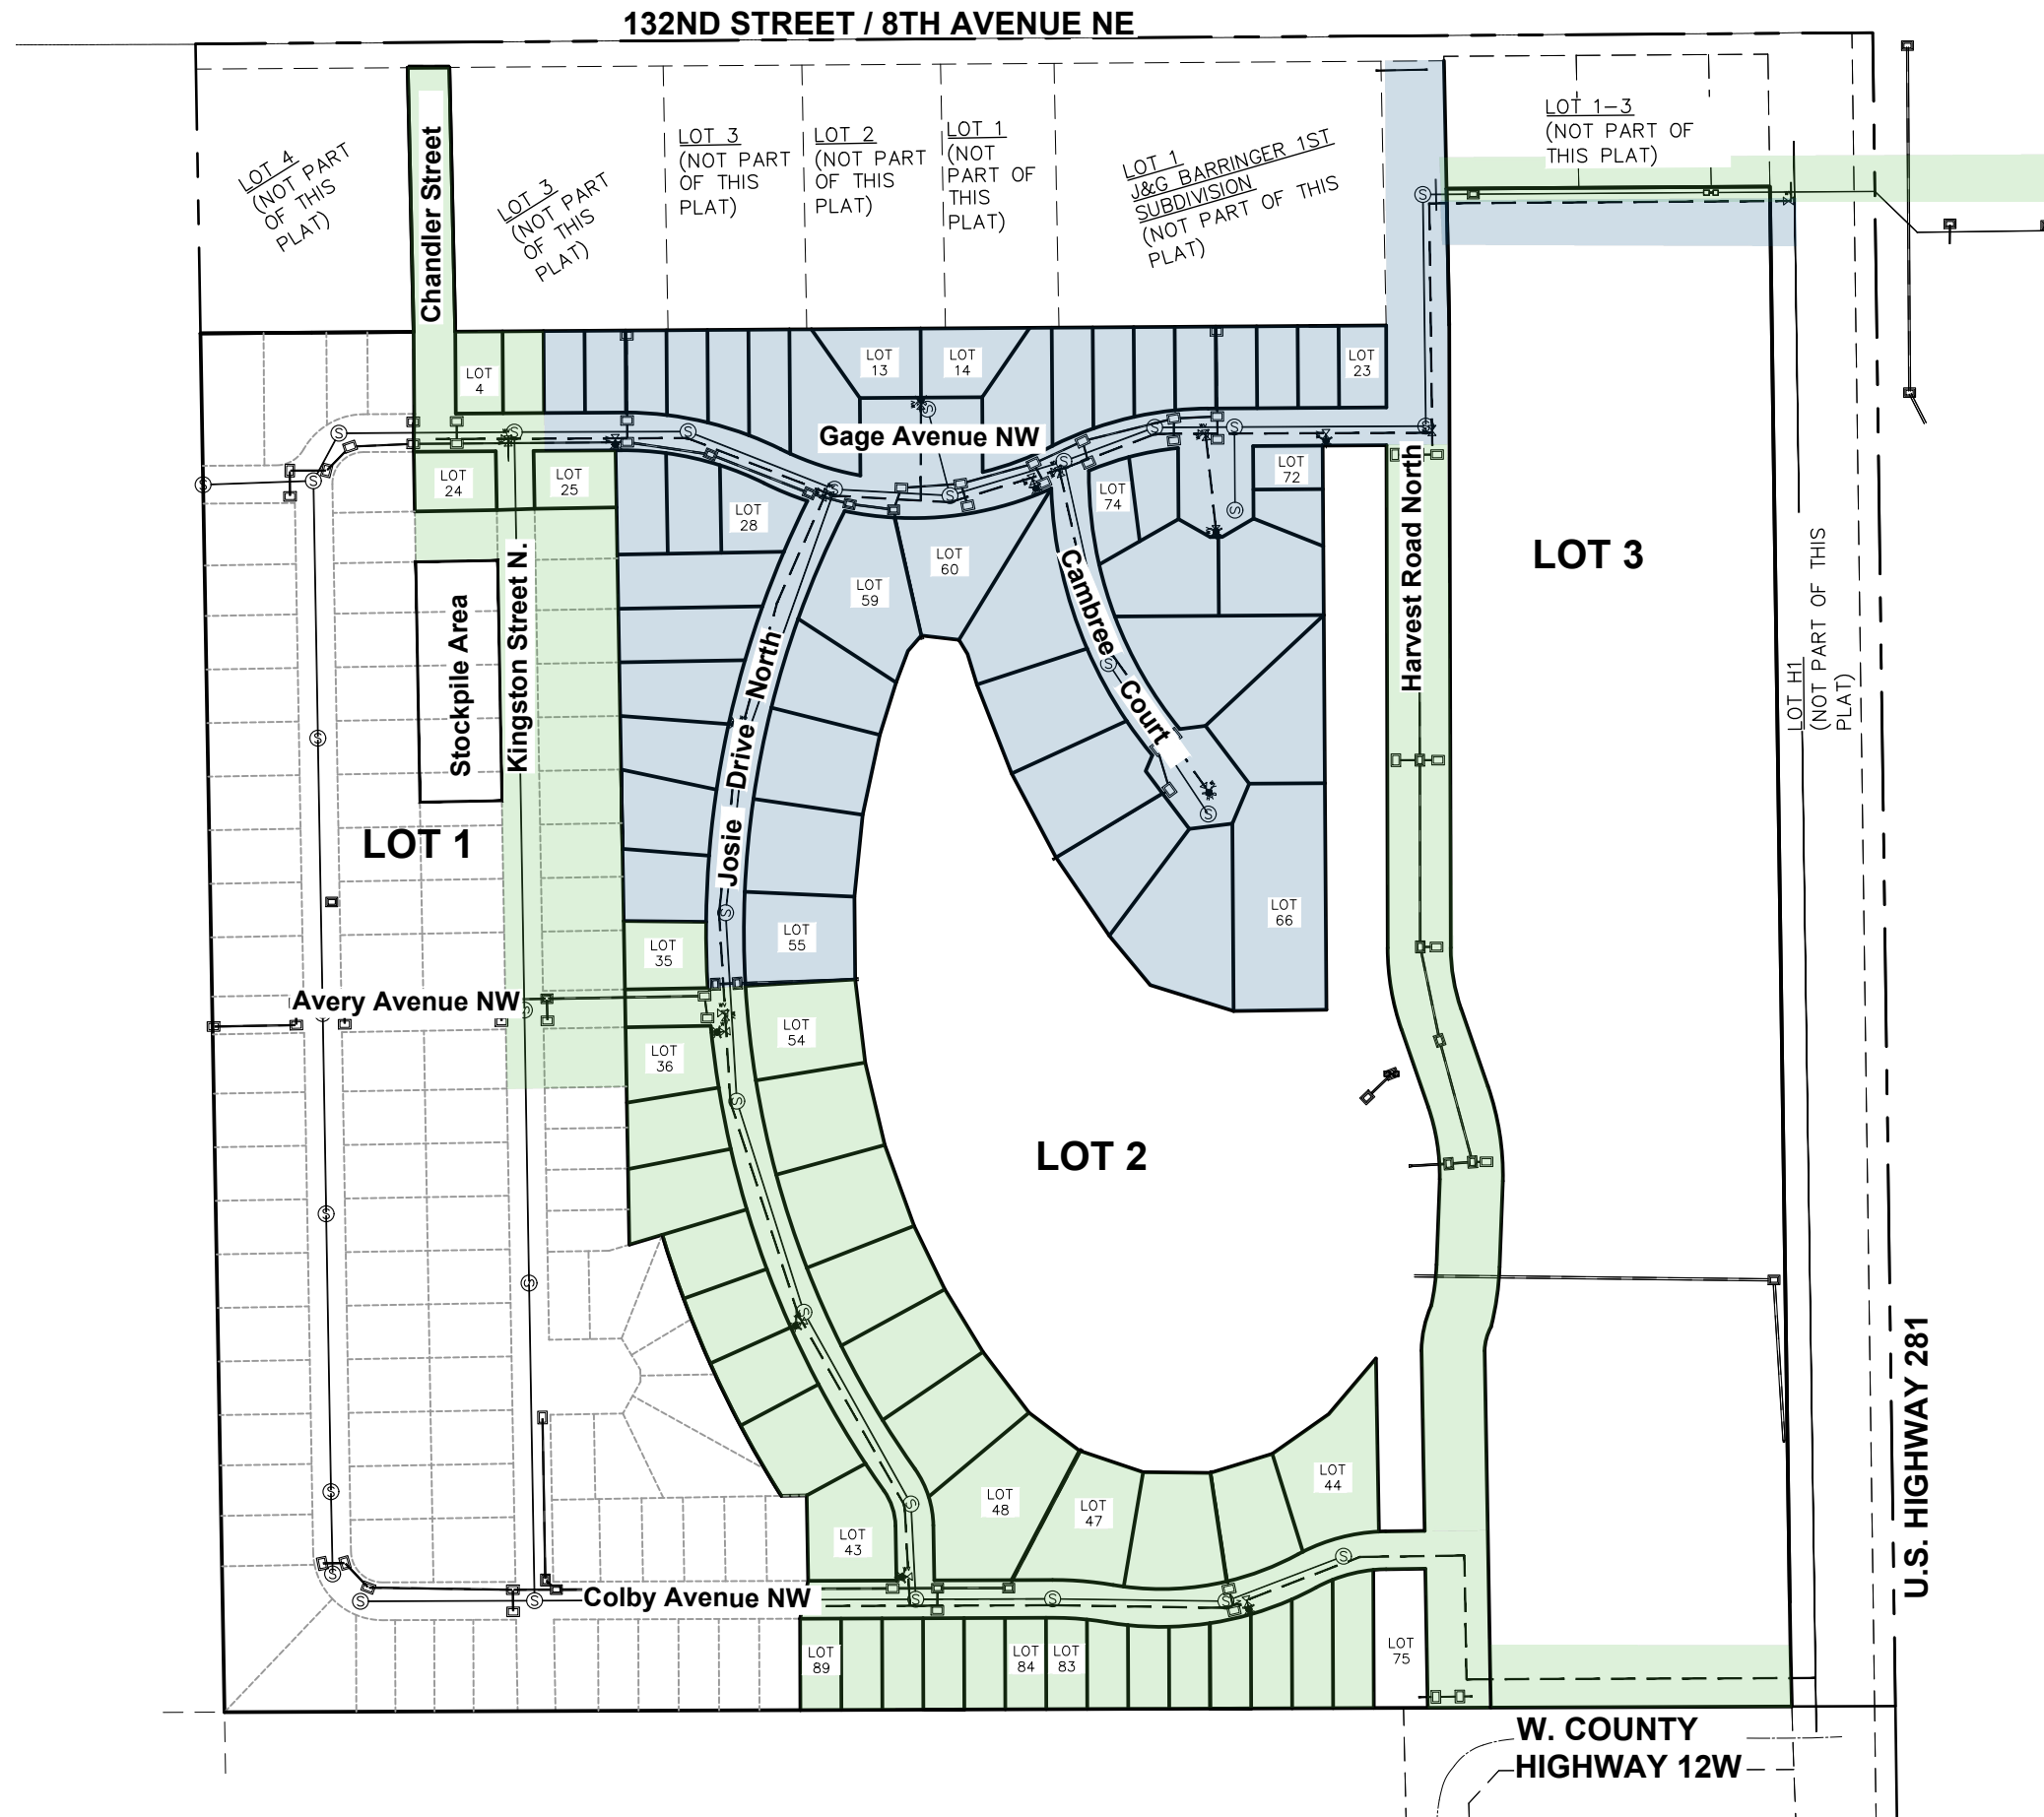 132ND STREET / 8TH AVENUE NE
LOT 4
(NOT PART
OF THIS
PLAT)
Chandler Street
LOT 3
(NOT PART
OF THIS
PLAT)
LOT 3
(NOT PART
OF THIS
PLAT)
LOT 2
(NOT PART
OF THIS
PLAT)
LOT 1
(NOT
PART OF
THIS
PLAT)
LOT 1
J&G BARRINGER 1ST
SUBDIVISION
(NOT PART OF THIS
PLAT)
LOT 1-3
(NOT PART OF
THIS PLAT)
LOT
4
LOT
13
LOT
14
LOT
23
Gage Avenue NW
LOT
24
LOT
25
LOT
28
LOT
72
LOT
74
LOT
60
LOT
59
Harvest Road North
LOT 3
LOT H1
(NOT PART OF THIS
PLAT)
Stockpile Area
Kingston Street N.
Josie Drive North
Cambree Court
LOT 1
LOT
66
LOT
55
LOT
35
Avery Avenue NW
LOT
54
LOT
36
LOT 2
U.S. HIGHWAY 281
LOT
44
LOT
48
LOT
47
LOT
43
Colby Avenue NW
LOT
89
LOT
84
LOT
83
LOT
75
W. COUNTY
HIGHWAY 12W